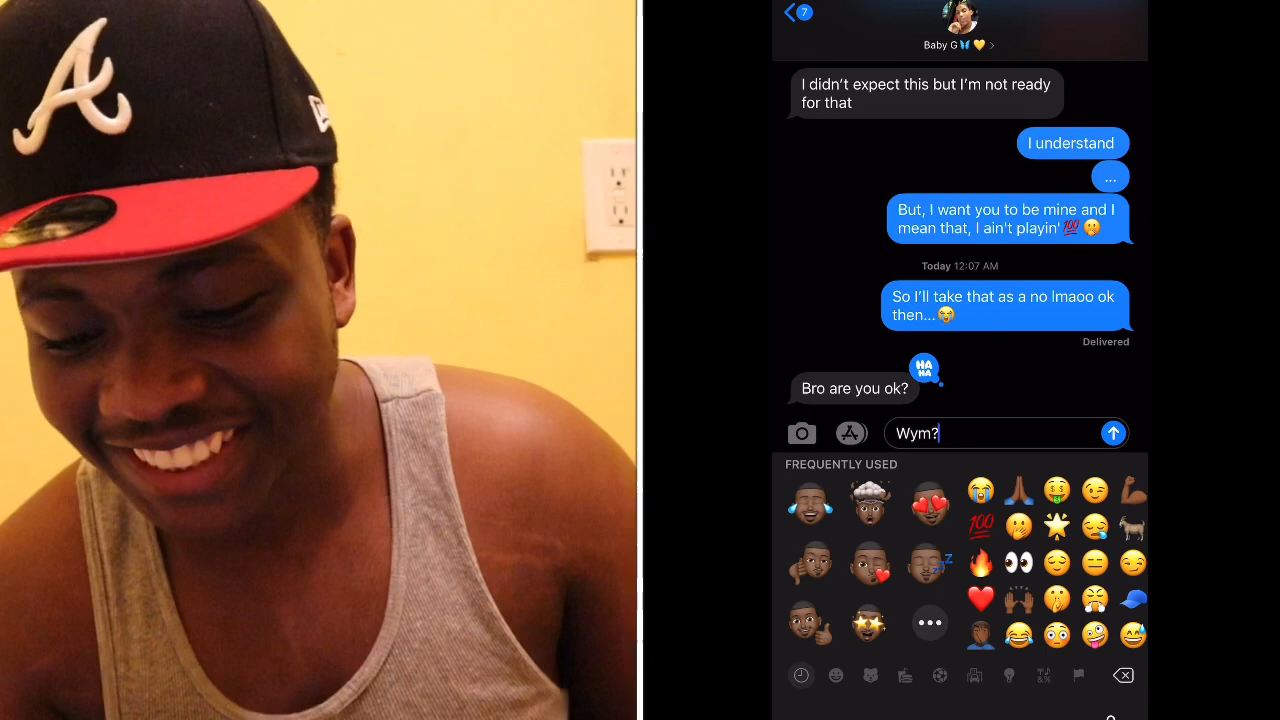 A
7
Baby G🦋💛 >
I didn’t expect this but I’m not ready
for that
I understand
...
But, I want you to be mine and I
mean that, I ain't playin'💯🤭
Today 12:07 AM
So I’ll take that as a no lmaoo ok
then...😭
Delivered
HA
HA
Bro are you ok?
Wym?
FREQUENTLY USED
💯